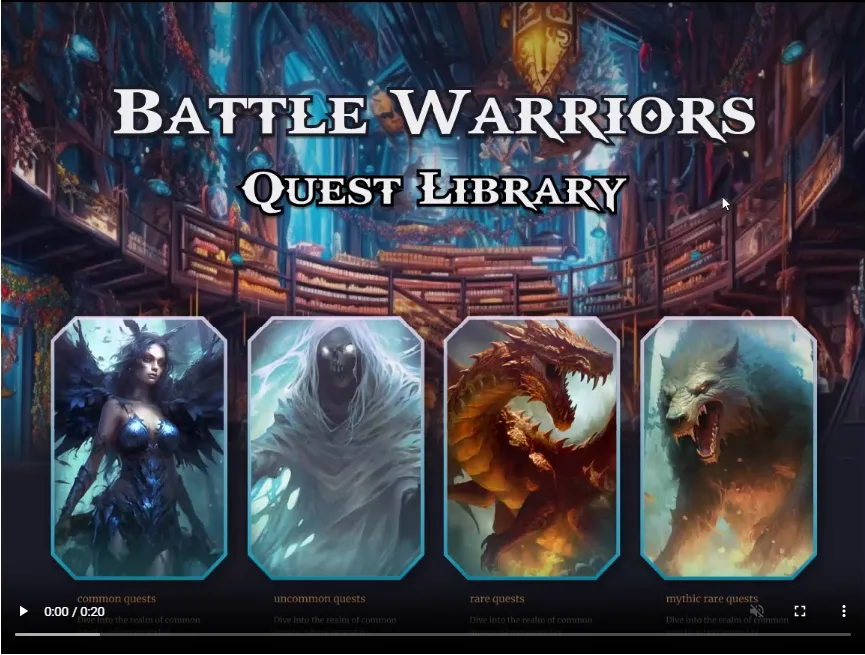 Battle Warriors
Quest Library
common quests
uncommon quests
rare quests
mythic rare quests
0:00 / 0:20
Dive into the realm of common
Dive into the realm of common
Dive into the realm of common
Dive into the realm of common